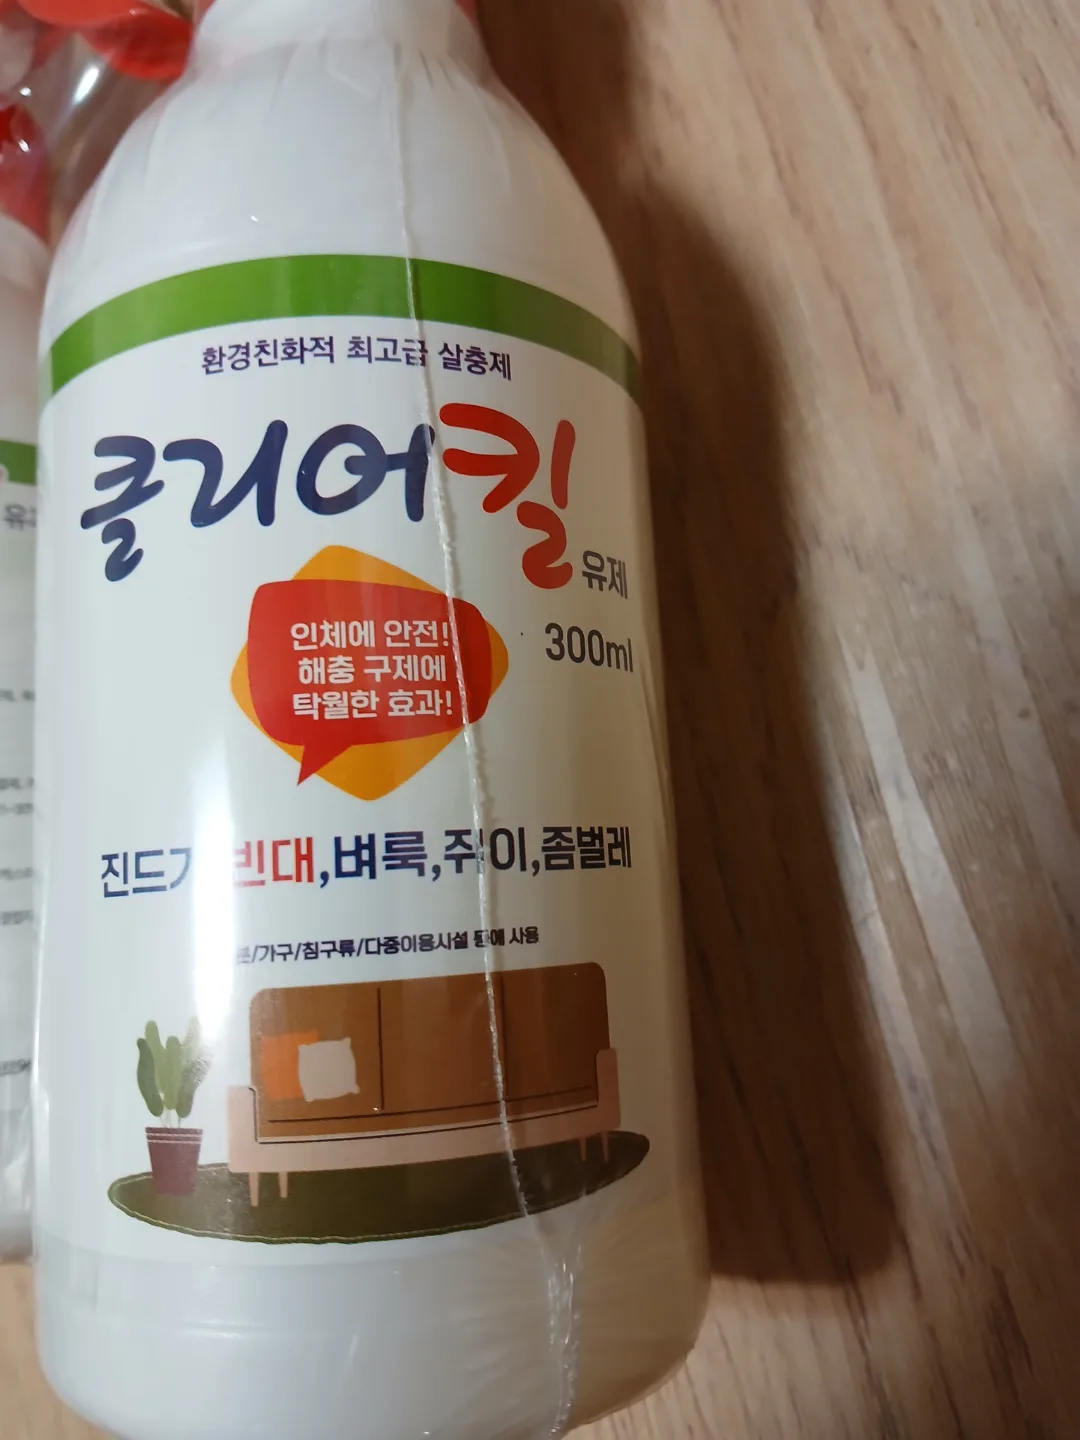 환경친화적 최고급 살충제
클리어킬
유제
300ml
인체에 안전!
해충 구제에
탁월한 효과!
진드기 빈대,벼룩,쥐이,좀벌레
/가구/침구류/다중이용시설 등에 사용